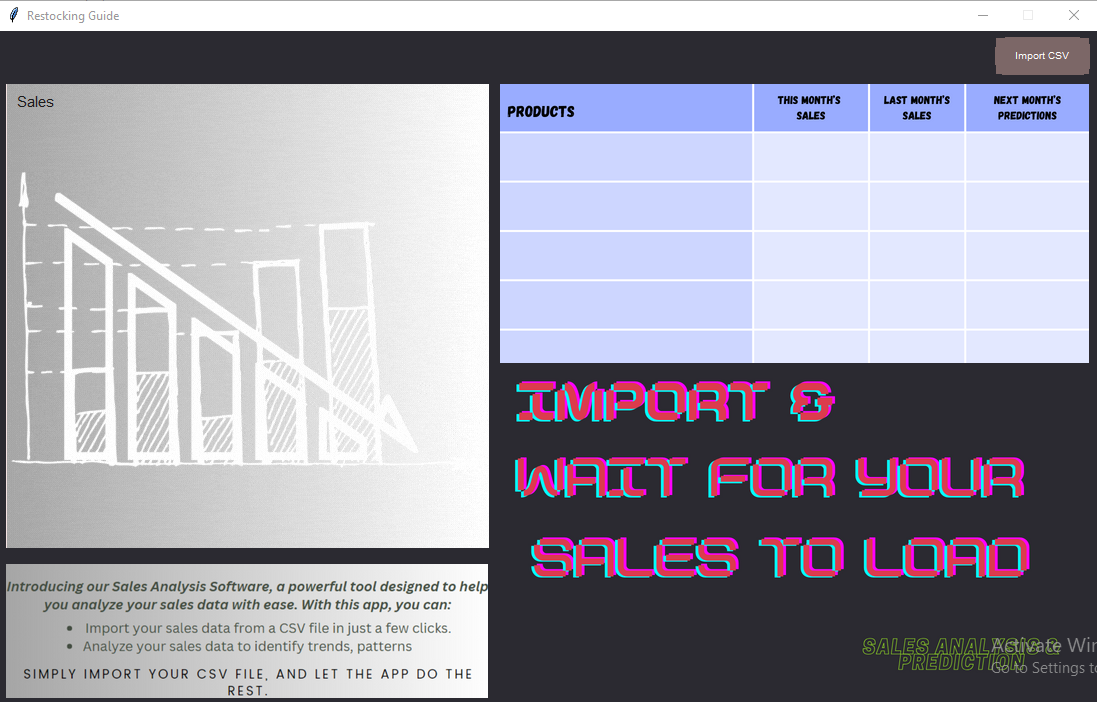 Restocking Guide
Import CSV
Sales
PRODUCTS
THIS MONTH'S
SALES
LAST MONTH'S
SALES
NEXT MONTH'S
PREDICTIONS
IMPORT &
WAIT FOR YOUR
SALES TO LOAD
Introducing our Sales Analysis Software, a powerful tool designed to help
you analyze your sales data with ease. With this app, you can:
• Import your sales data from a CSV file in just a few clicks.
• Analyze your sales data to identify trends, patterns
SIMPLY IMPORT YOUR CSV FILE, AND LET THE APP DO THE
REST.
SALES ANALYSIS &
PREDICTION
Activate Win
Go to Settings to